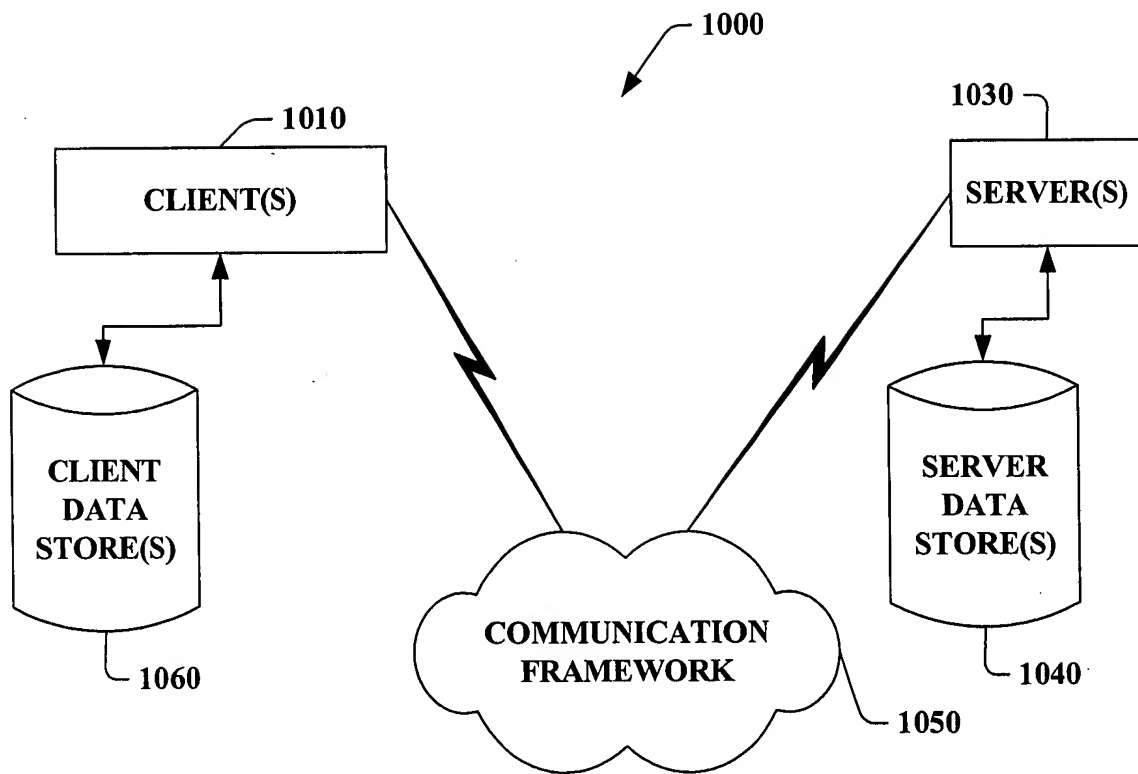 1000
1010
1030
CLIENT(S)
SERVER(S)
CLIENT
DATA
STORE(S)
SERVER
DATA
STORE(S)
COMMUNICATION
FRAMEWORK
1060
1040
1050